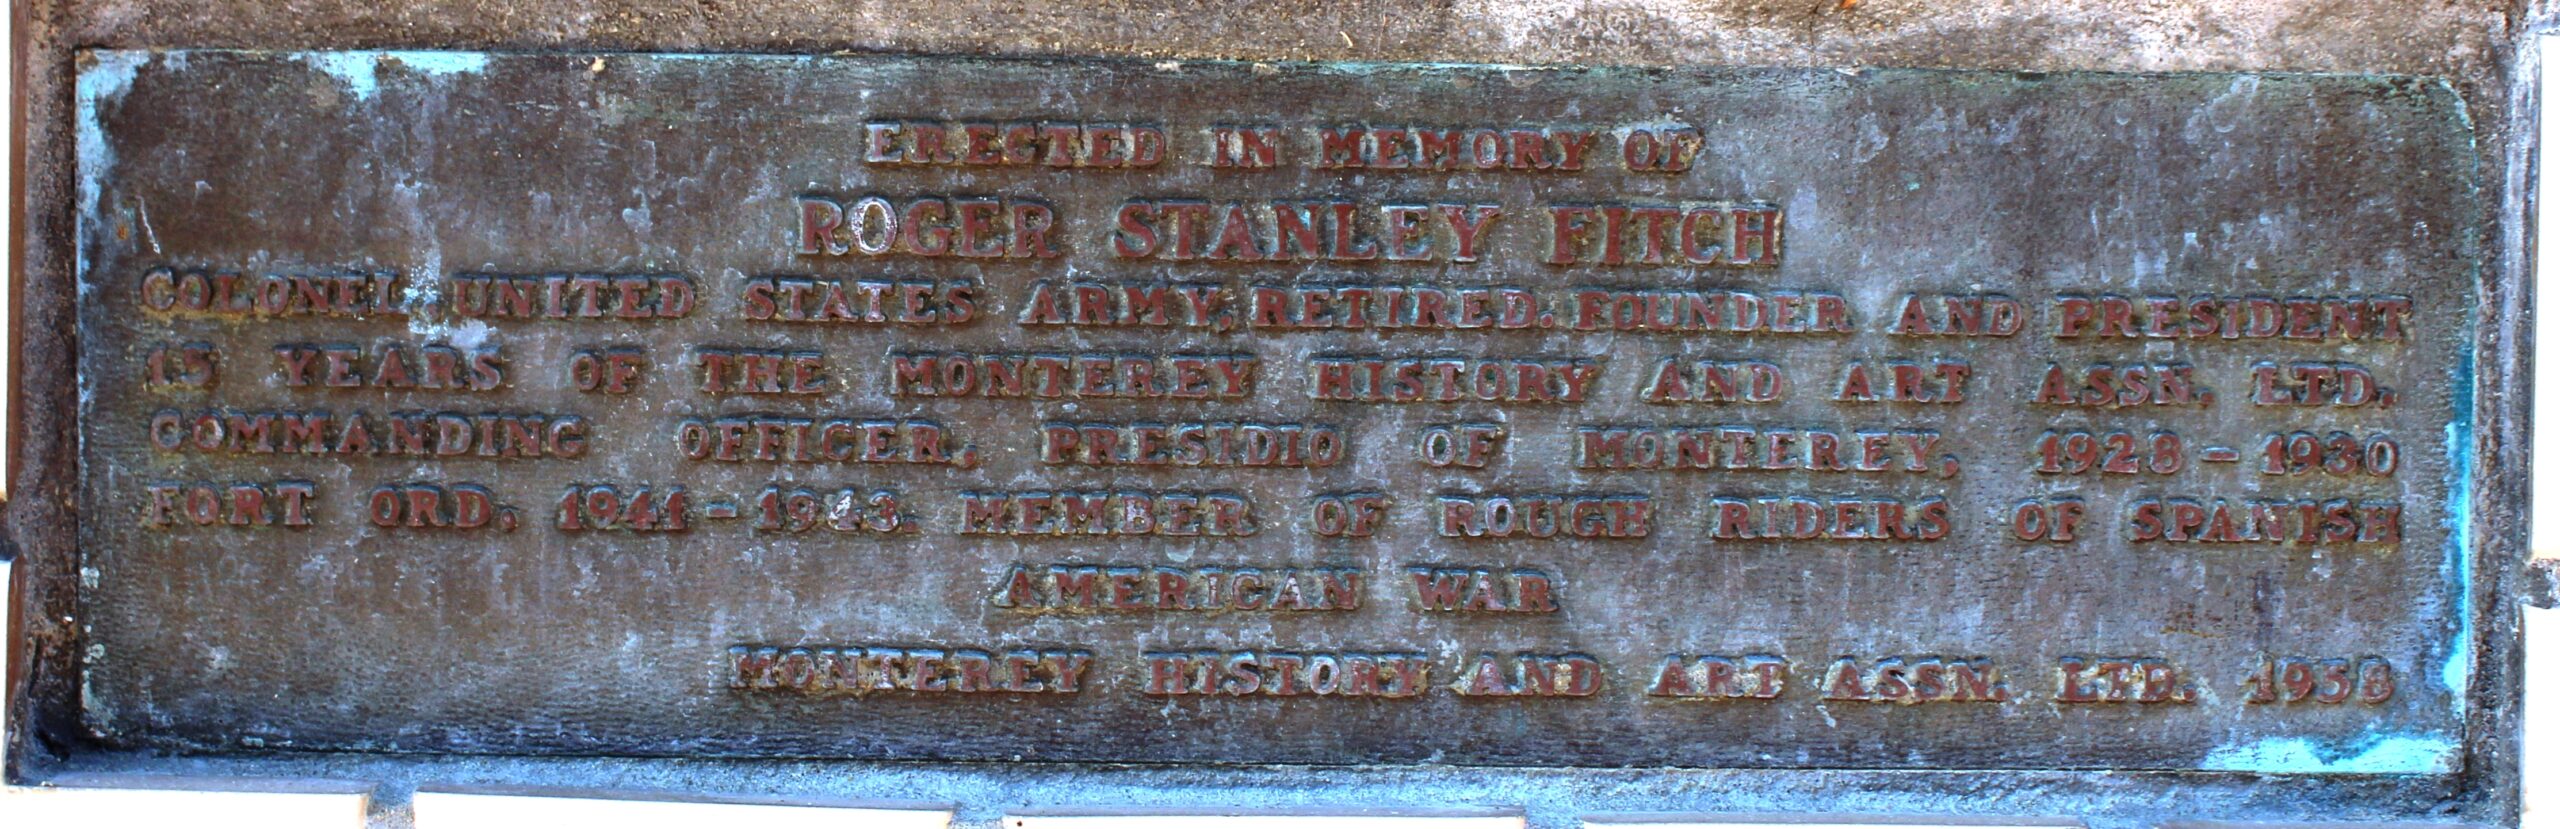 ERECTED IN MEMORY OF
ROGER STANLEY FITCH
COLONEL, UNITED STATES ARMY, RETIRED. FOUNDER AND PRESIDENT
15 YEARS OF THE MONTEREY HISTORY AND ART ASSN. LTD.
COMMANDING OFFICER, PRESIDIO OF MONTEREY, 1928 - 1930
FORT ORD, 1941 - 1943. MEMBER OF ROUGH RIDERS OF SPANISH
AMERICAN WAR
MONTEREY HISTORY AND ART ASSN. LTD. 1958